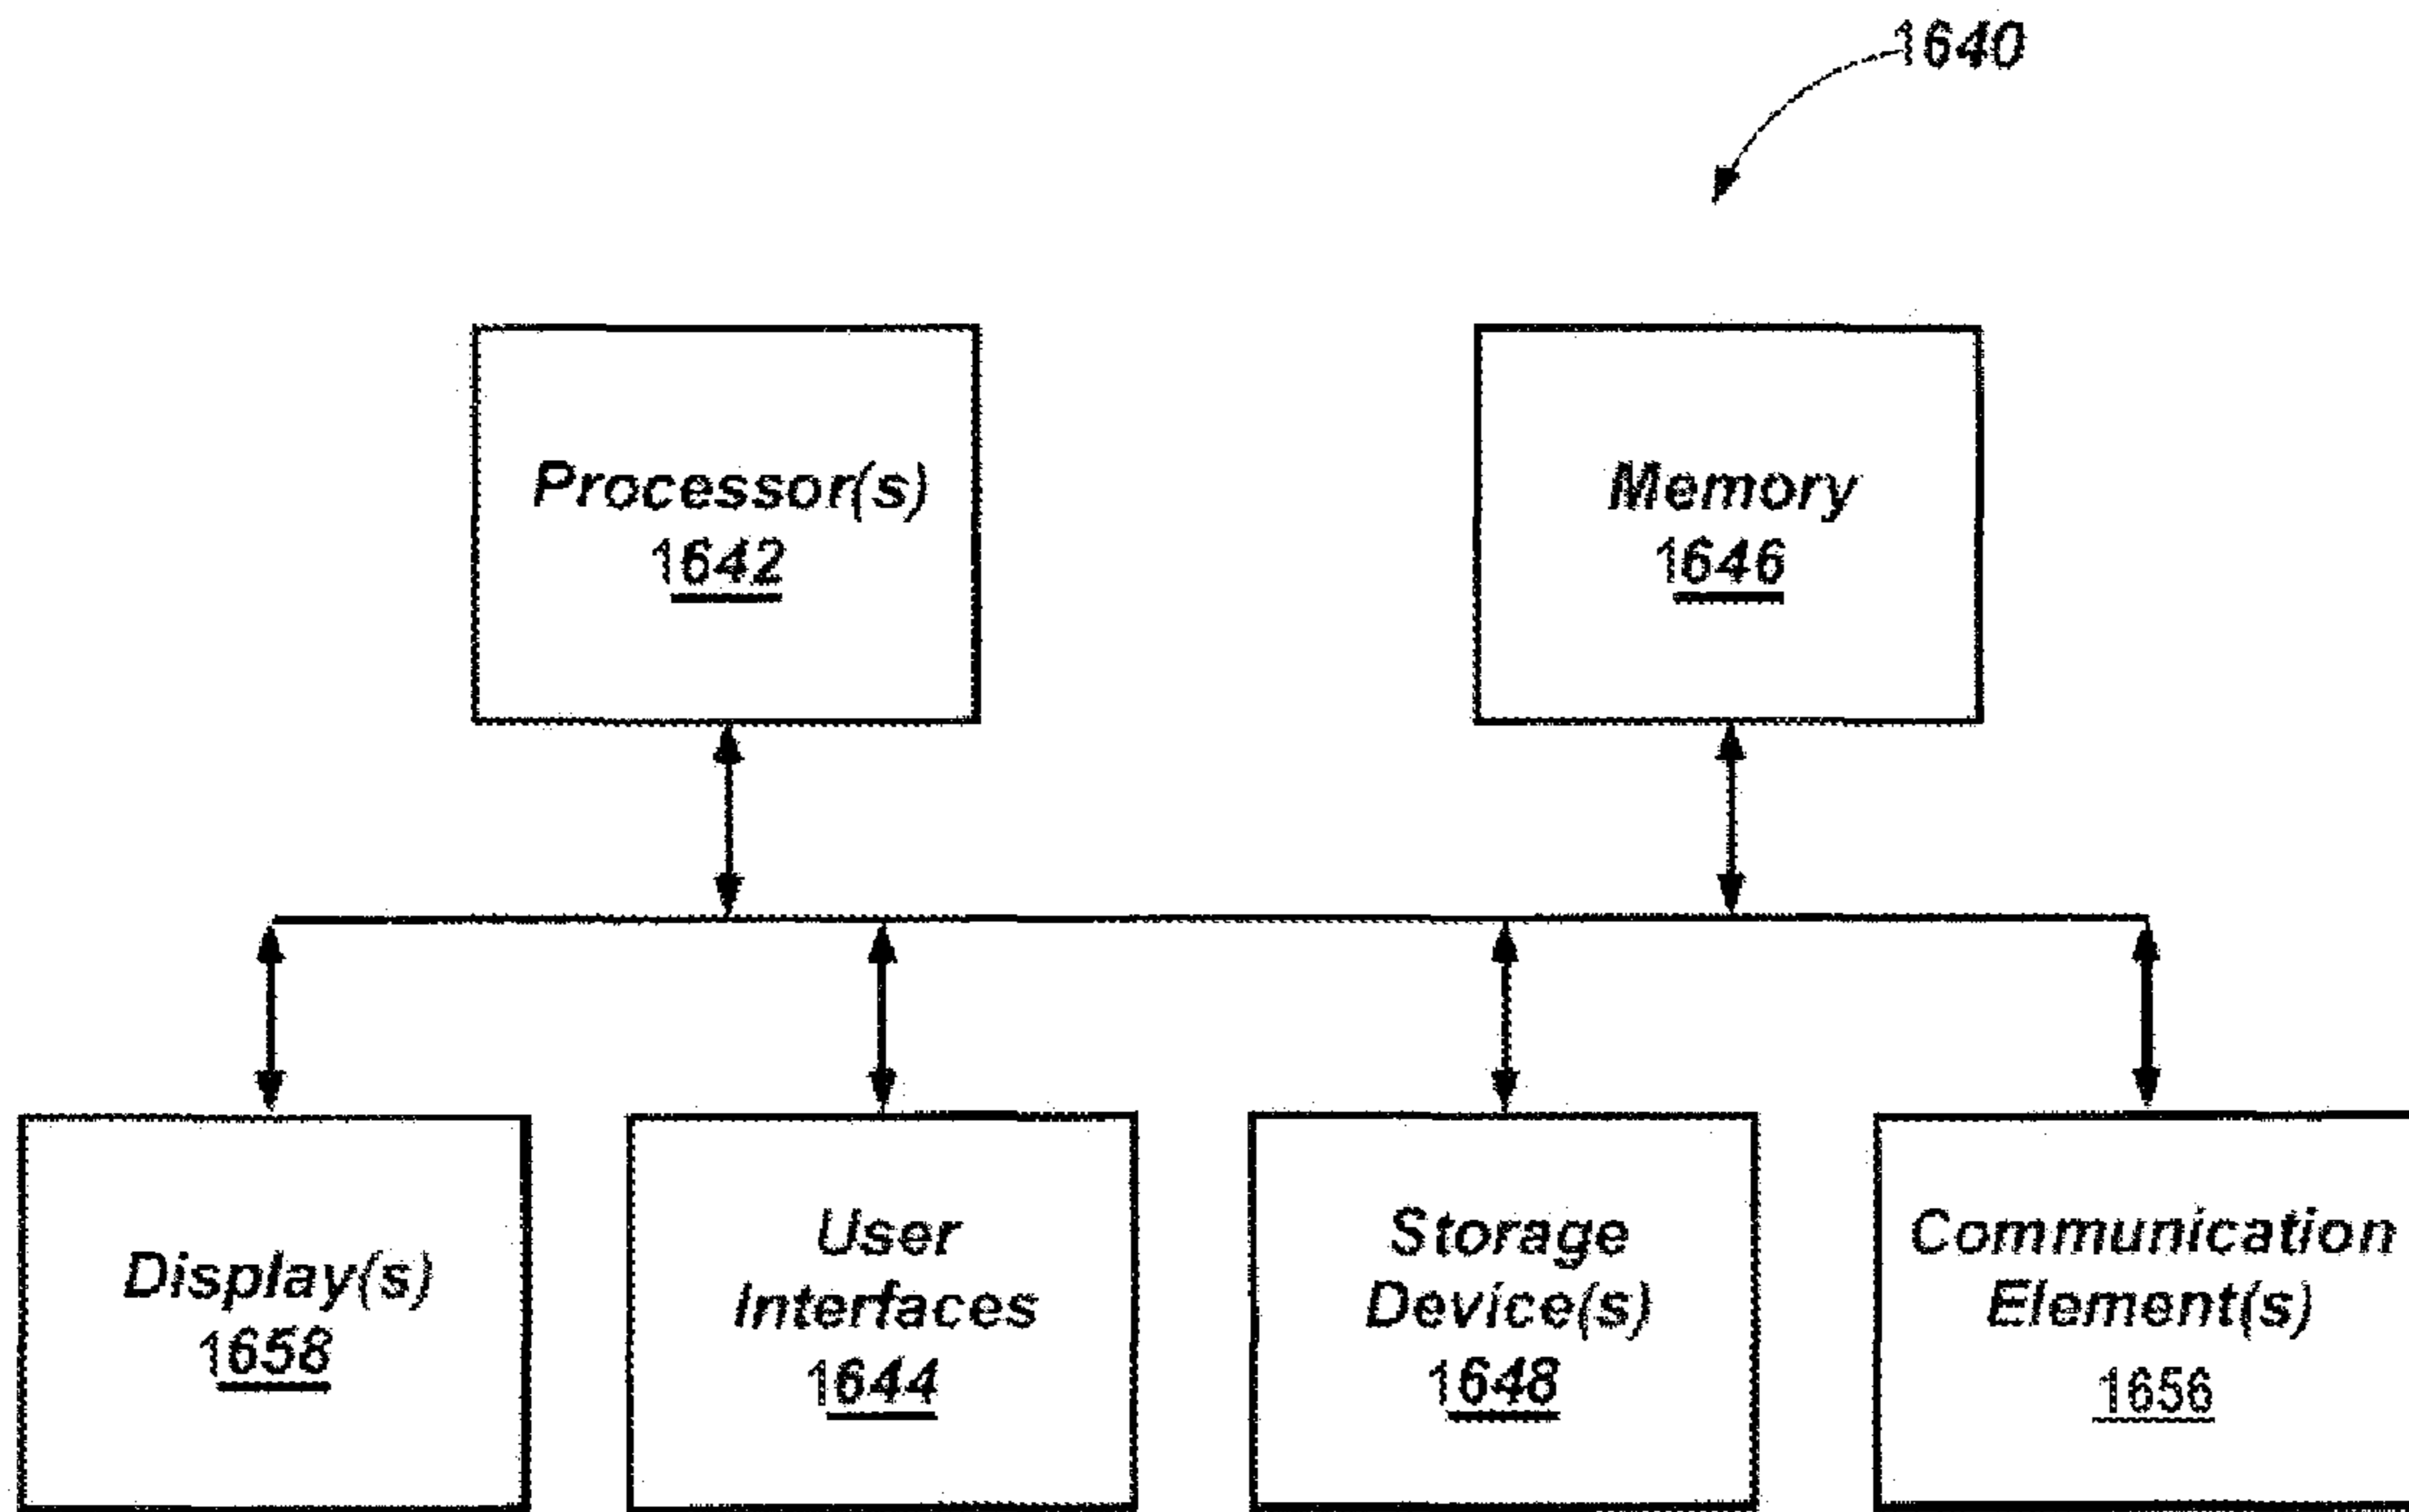 1640
Processor(s)
1642
Memory
1646
Display(s)
1658
User
Interfaces
1644
Storage
Device(s)
1648
Communication
Element(s)
1656